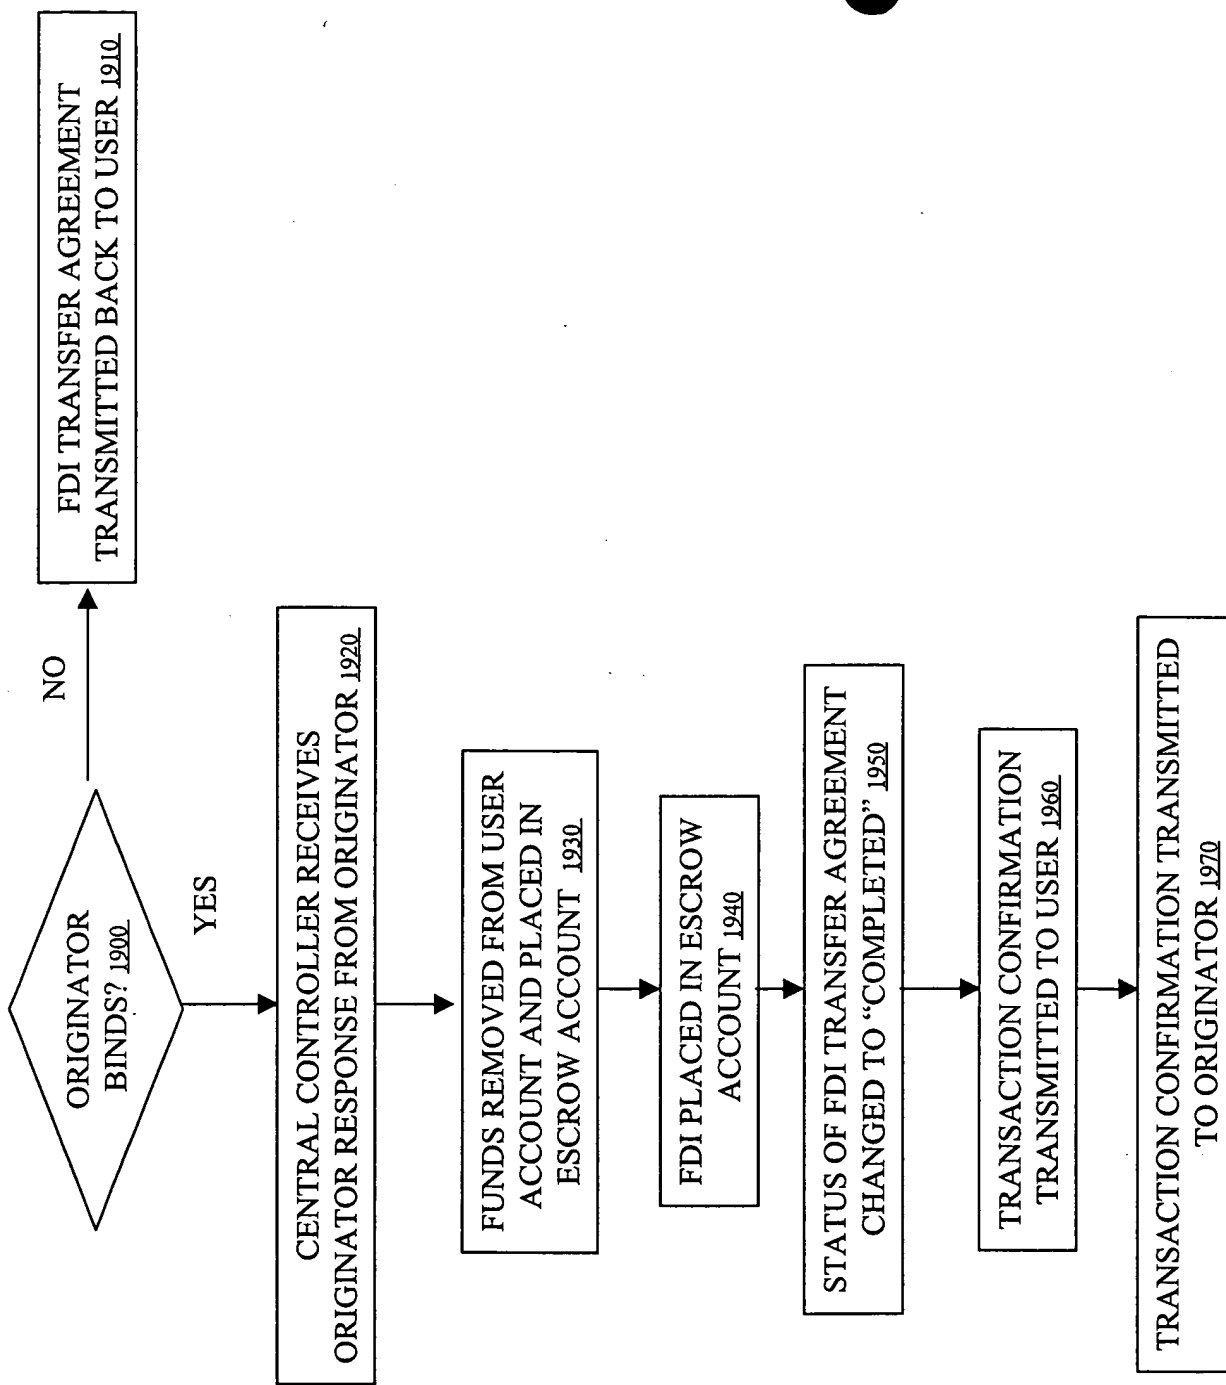 ORIGINATOR
BINDS? 1900
NO
FDI TRANSFER AGREEMENT
TRANSMITTED BACK TO USER 1910
YES
CENTRAL CONTROLLER RECEIVES
ORIGINATOR RESPONSE FROM ORIGINATOR 1920
FUNDS REMOVED FROM USER
ACCOUNT AND PLACED IN
ESCROW ACCOUNT 1930
FDI PLACED IN ESCROW
ACCOUNT 1940
STATUS OF FDI TRANSFER AGREEMENT
CHANGED TO “COMPLETED” 1950
TRANSACTION CONFIRMATION
TRANSMITTED TO USER 1960
TRANSACTION CONFIRMATION TRANSMITTED
TO ORIGINATOR 1970